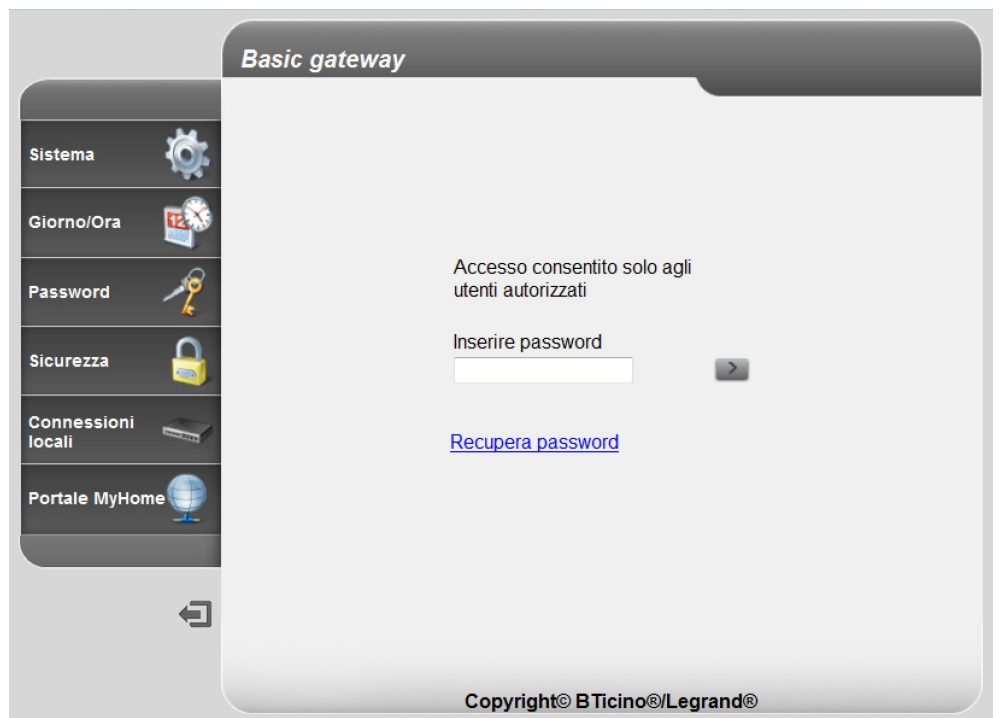 Basic gateway
Sistema
Giorno/Ora
Password
Sicurezza
Connessioni
locali
Portale MyHome
Accesso consentito solo agli
utenti autorizzati
Inserire password
Recupera password
Copyright© BTicino®/Legrand®